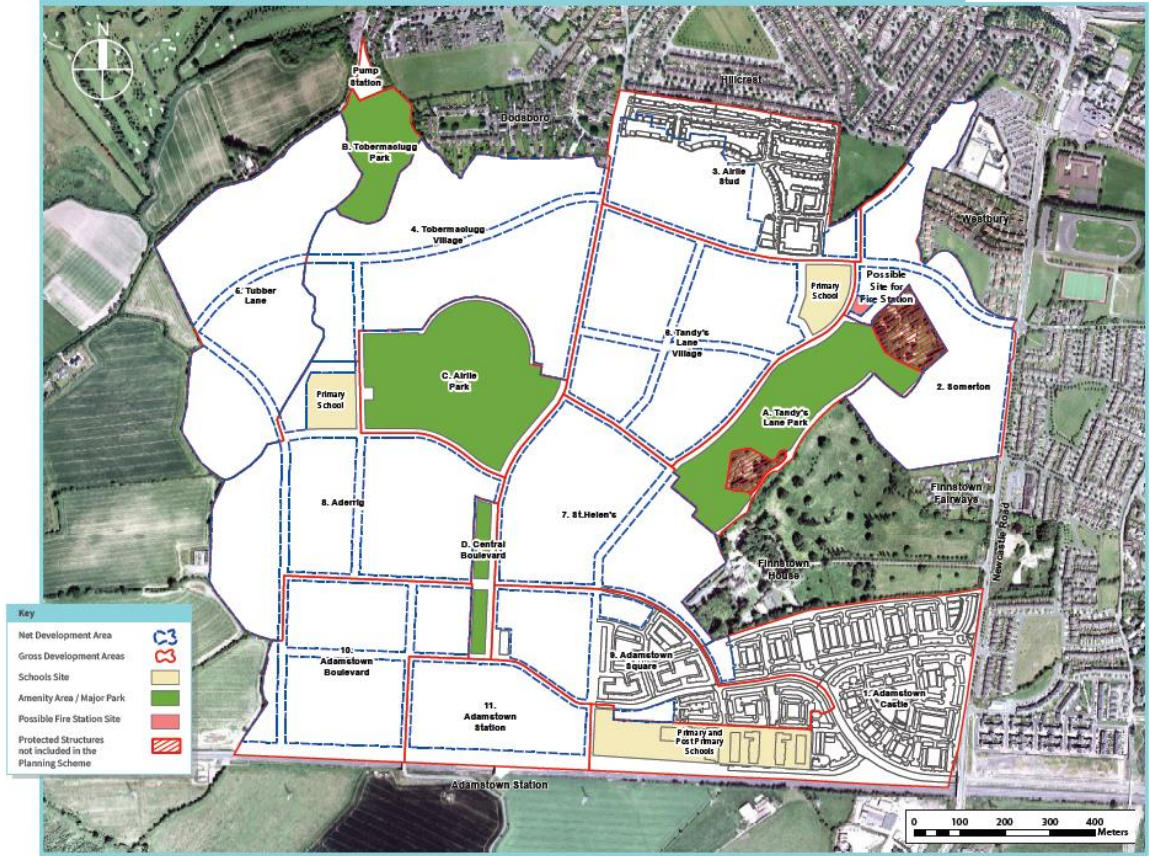 N
Pump
Station
Hillcrest
Dodsboro
B. Tobermaclugg
Park
3. Airlie
Stud
Westbury
4. Tobermaclugg
Village
5. Tubber
Lane
Primary
School
Possible
Site for
Fire Station
6. Tandy's
Lane
Village
C. Airlie
Park
2. Somerton
Primary
School
A. Tandy's
Lane Park
Finnstown
Fairways
8. Aderrig
7. St.Helen's
D. Central
Boulevard
Finnstown
House
Newcastle Road
Key
Net Development Area
Gross Development Areas
Schools Site
Amenity Area / Major Park
Possible Fire Station Site
Protected Structures
not included in the
Planning Scheme
9. Adamstown
Square
10.
Adamstown
Boulevard
1. Adamstown
Castle
11.
Adamstown
Station
Primary and
Post Primary
Schools
Adamstown Station
0 100 200 300 400
Meters